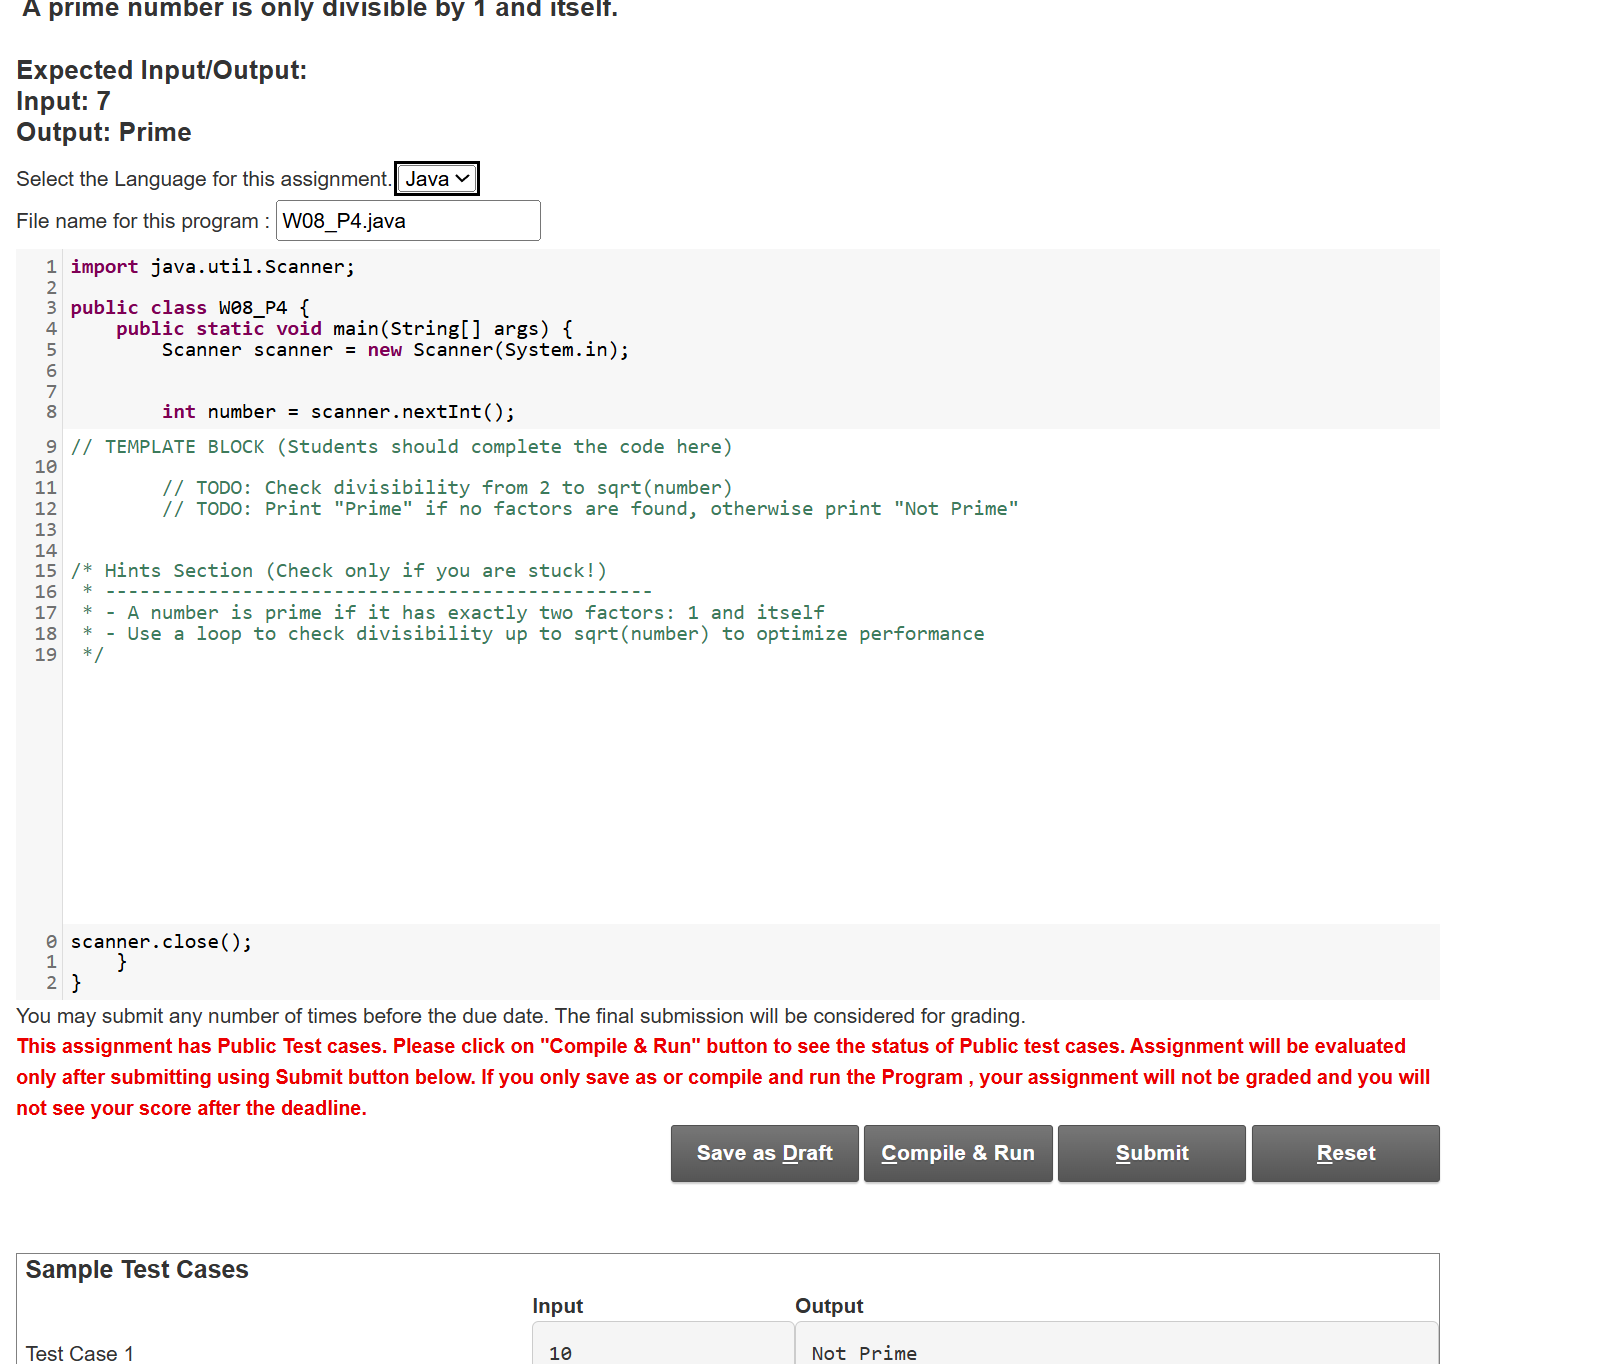 A prime number is only divisible by 1 and itself.
Expected Input/Output:
Input: 7
Output: Prime
Select the Language for this assignment. Java
File name for this program : W08_P4.java
1 import java.util.Scanner;
2
3 public class W08_P4 {
4     public static void main(String[] args) {
5         Scanner scanner = new Scanner(System.in);
6
7
8         int number = scanner.nextInt();
9 // TEMPLATE BLOCK (Students should complete the code here)
10
11         // TODO: Check divisibility from 2 to sqrt(number)
12         // TODO: Print "Prime" if no factors are found, otherwise print "Not Prime"
13
14
15 /* Hints Section (Check only if you are stuck!)
16  * ------------------------------------------------
17  * - A number is prime if it has exactly two factors: 1 and itself
18  * - Use a loop to check divisibility up to sqrt(number) to optimize performance
19  */
0 scanner.close();
1     }
2 }
You may submit any number of times before the due date. The final submission will be considered for grading.
This assignment has Public Test cases. Please click on "Compile & Run" button to see the status of Public test cases. Assignment will be evaluated
only after submitting using Submit button below. If you only save as or compile and run the Program , your assignment will not be graded and you will
not see your score after the deadline.
Save as Draft Compile & Run Submit Reset
Sample Test Cases
Input Output
Test Case 1 10 Not Prime